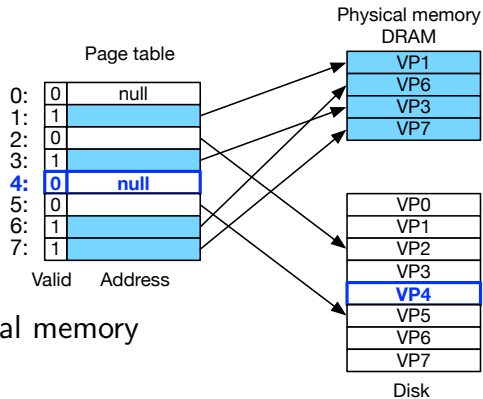 Physical memory
DRAM
VP1
VP6
VP3
VP7
Page table
0: 0 null
1: 1
2: 0
3: 1
4: 0 null
5: 0
6: 1
7: 1
Valid Address
VP0
VP1
VP2
VP3
VP4
VP5
VP6
VP7
Disk
al memory